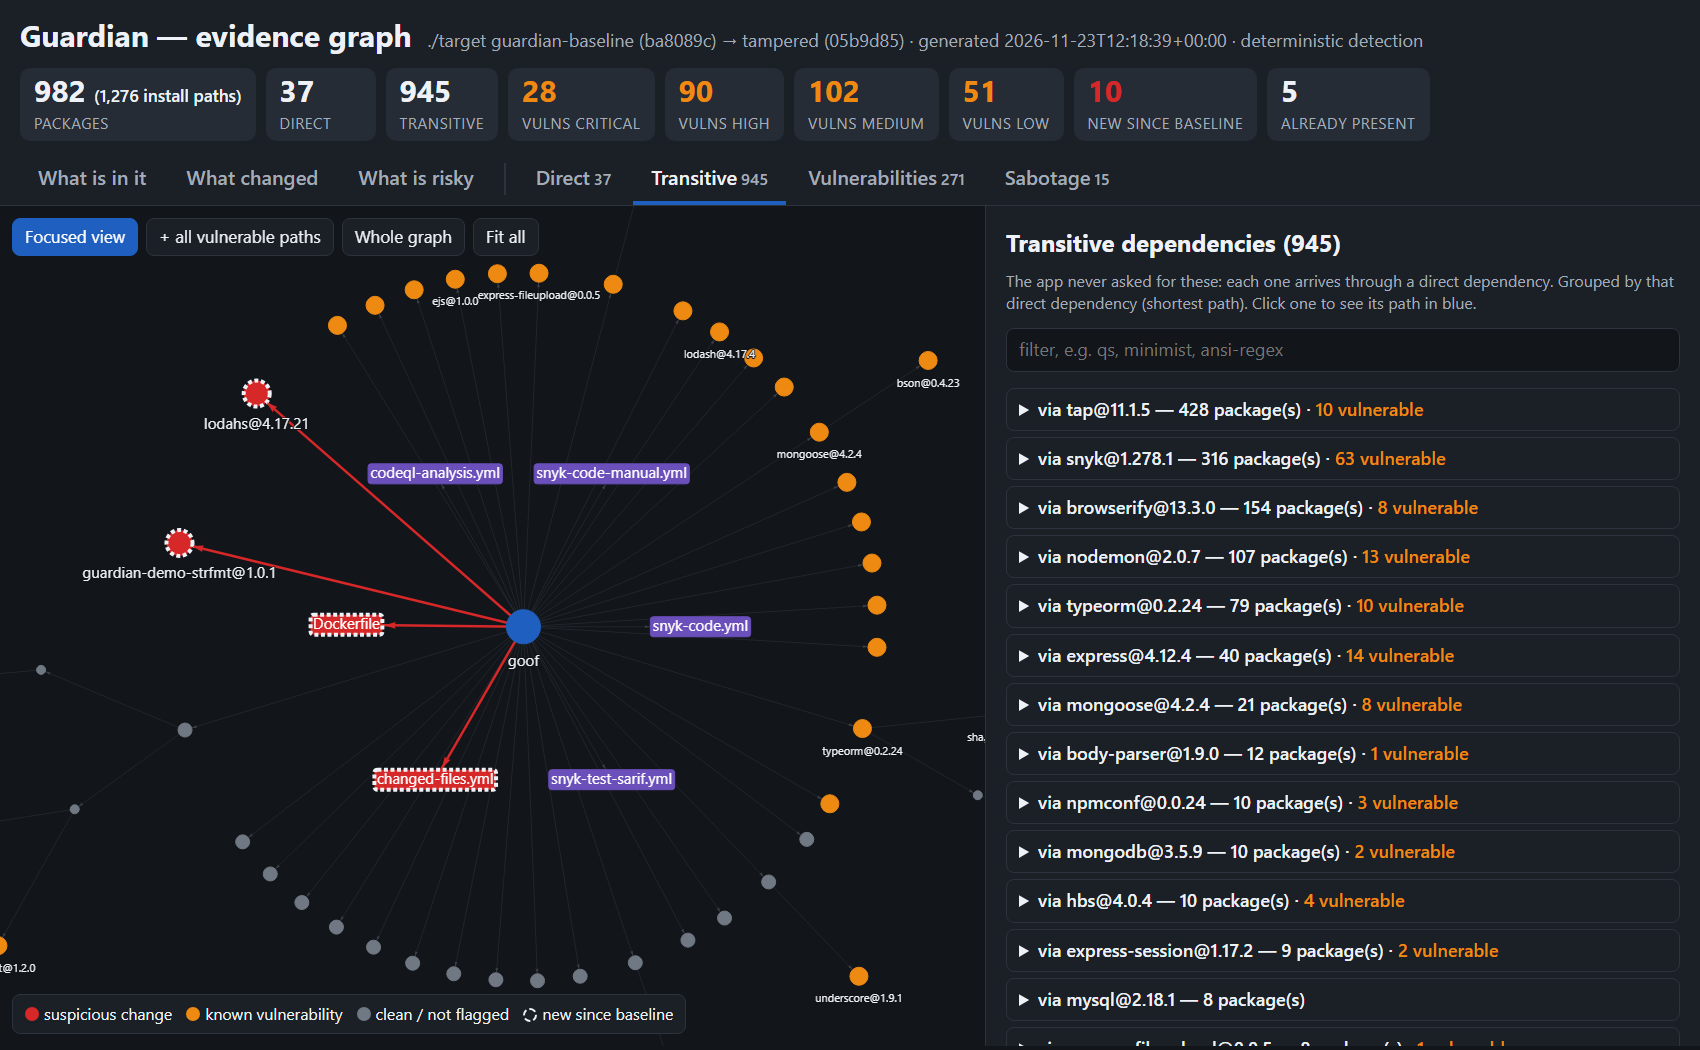 Guardian — evidence graph ./target guardian-baseline (ba8089c) → tampered (05b9d85) · generated 2026-11-23T12:18:39+00:00 · deterministic detection
982 (1,276 install paths)
PACKAGES
37
DIRECT
945
TRANSITIVE
28
VULNS CRITICAL
90
VULNS HIGH
102
VULNS MEDIUM
51
VULNS LOW
10
NEW SINCE BASELINE
5
ALREADY PRESENT
What is in it
What changed
What is risky
Direct 37
Transitive 945
Vulnerabilities 271
Sabotage 15
Focused view
+ all vulnerable paths
Whole graph
Fit all
ejs@1.0.0
express-fileupload@0.0.5
lodash@4.17.4
bson@0.4.23
lodahs@4.17.21
mongoose@4.2.4
codeql-analysis.yml
snyk-code-manual.yml
guardian-demo-strfmt@1.0.1
Dockerfile
snyk-code.yml
goof
typeorm@0.2.24
sha.
changed-files.yml
snyk-test-sarif.yml
t@1.2.0
underscore@1.9.1
suspicious change
known vulnerability
clean / not flagged
new since baseline
Transitive dependencies (945)
The app never asked for these: each one arrives through a direct dependency. Grouped by that
direct dependency (shortest path). Click one to see its path in blue.
filter, e.g. qs, minimist, ansi-regex
via tap@11.1.5 — 428 package(s) · 10 vulnerable
via snyk@1.278.1 — 316 package(s) · 63 vulnerable
via browserify@13.3.0 — 154 package(s) · 8 vulnerable
via nodemon@2.0.7 — 107 package(s) · 13 vulnerable
via typeorm@0.2.24 — 79 package(s) · 10 vulnerable
via express@4.12.4 — 40 package(s) · 14 vulnerable
via mongoose@4.2.4 — 21 package(s) · 8 vulnerable
via body-parser@1.9.0 — 12 package(s) · 1 vulnerable
via npmconf@0.0.24 — 10 package(s) · 3 vulnerable
via mongodb@3.5.9 — 10 package(s) · 2 vulnerable
via hbs@4.0.4 — 10 package(s) · 4 vulnerable
via express-session@1.17.2 — 9 package(s) · 2 vulnerable
via mysql@2.18.1 — 8 package(s)